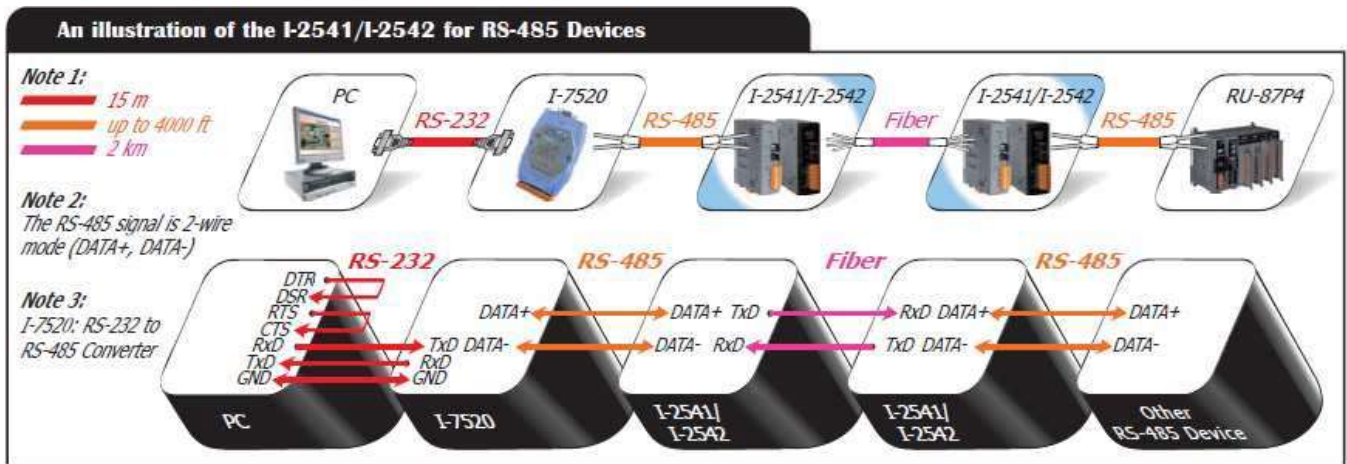 An illustration of the I-2541/I-2542 for RS-485 Devices
Note 1:
15 m
up to 4000 ft
2 km
Note 2:
The RS-485 signal is 2-wire
mode (DATA+, DATA-)
Note 3:
I-7520: RS-232 to
RS-485 Converter
PC
RS-232
I-7520
RS-485
I-2541/I-2542
Fiber
I-2541/I-2542
RS-485
RU-87P4
RS-232
RS-485
Fiber
RS-485
DTR
DSR
RTS
CTS
RxD
TxD
GND
DATA+
TxD DATA-
RxD
GND
DATA+ TxD
DATA- RxD
RxD DATA+
TxD DATA-
DATA+
DATA-
PC
I-7520
I-2541/
I-2542
I-2541/
I-2542
Other
RS-485 Device